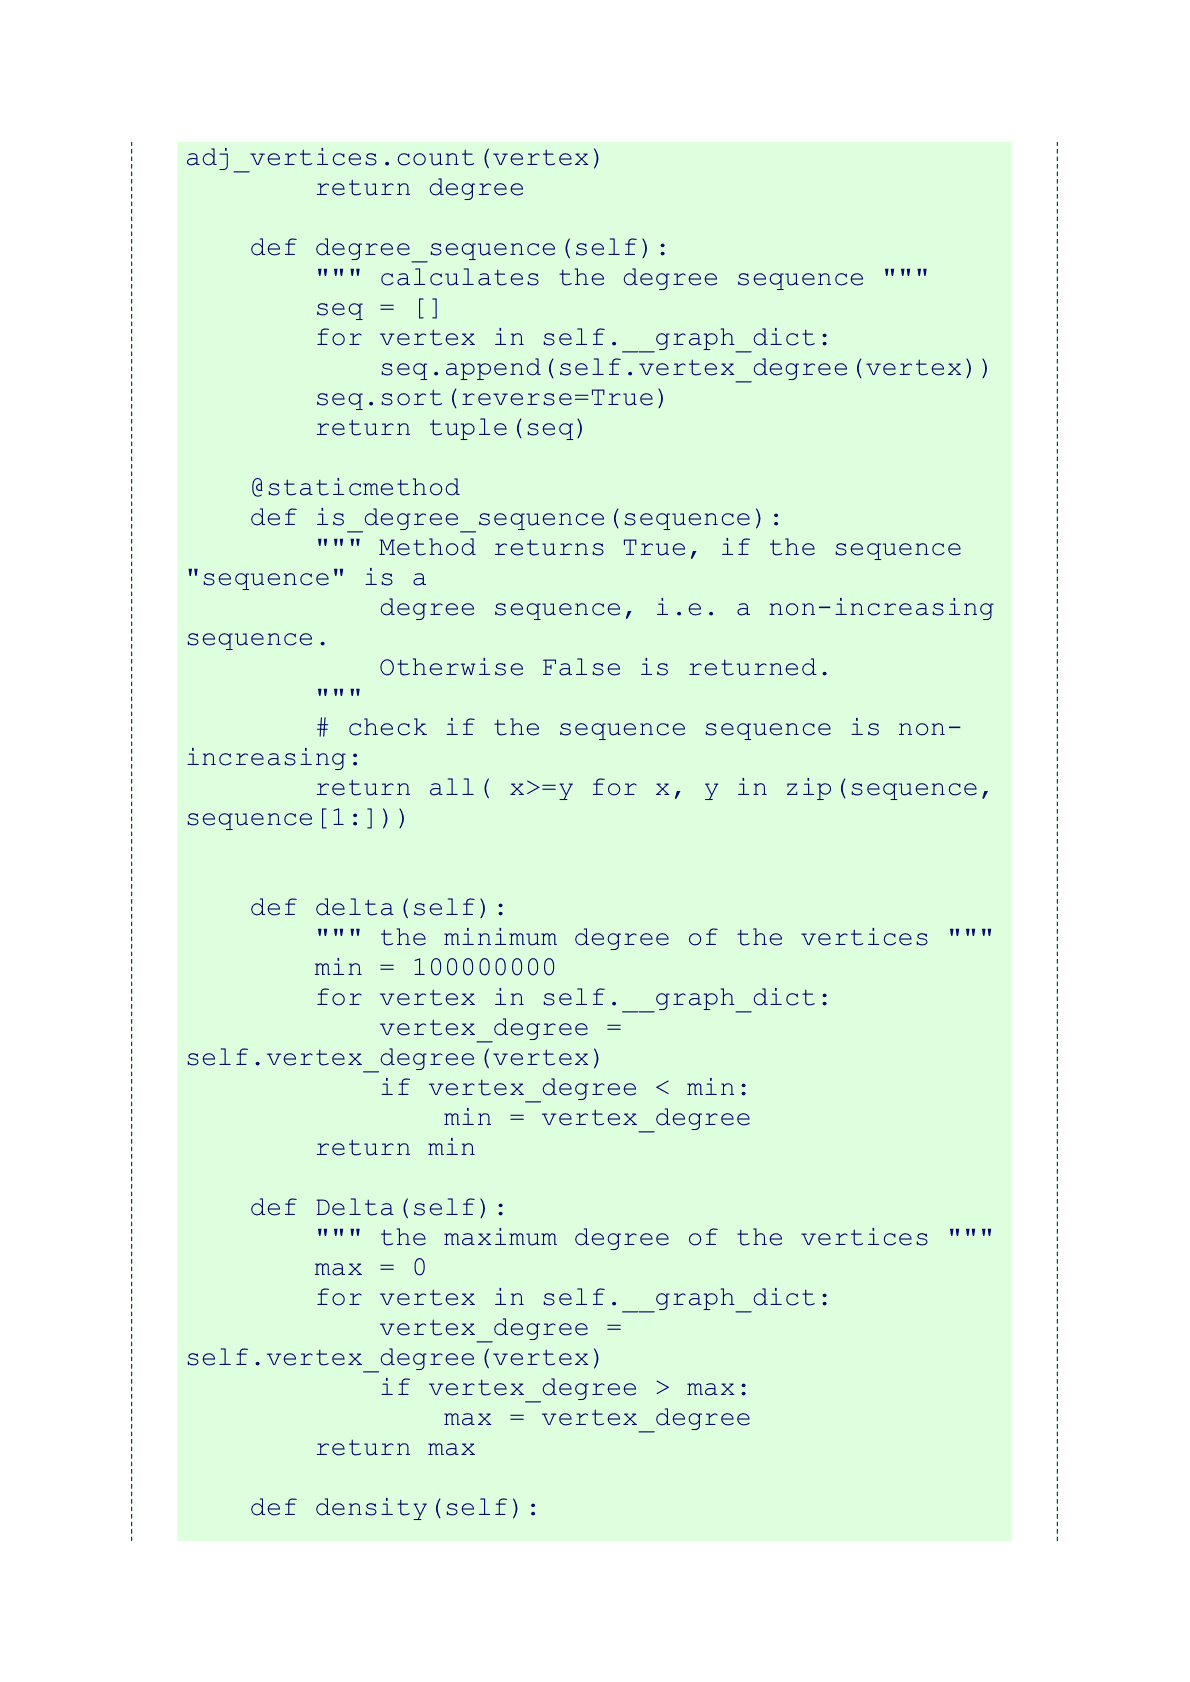 adj_vertices.count(vertex)
        return degree

    def degree_sequence(self):
        """ calculates the degree sequence """
        seq = []
        for vertex in self.__graph_dict:
            seq.append(self.vertex_degree(vertex))
        seq.sort(reverse=True)
        return tuple(seq)

    @staticmethod
    def is_degree_sequence(sequence):
        """ Method returns True, if the sequence
"sequence" is a
            degree sequence, i.e. a non-increasing
sequence.
            Otherwise False is returned.
        """
        # check if the sequence sequence is non-
increasing:
        return all( x>=y for x, y in zip(sequence,
sequence[1:]))


    def delta(self):
        """ the minimum degree of the vertices """
        min = 100000000
        for vertex in self.__graph_dict:
            vertex_degree =
self.vertex_degree(vertex)
            if vertex_degree < min:
                min = vertex_degree
        return min

    def Delta(self):
        """ the maximum degree of the vertices """
        max = 0
        for vertex in self.__graph_dict:
            vertex_degree =
self.vertex_degree(vertex)
            if vertex_degree > max:
                max = vertex_degree
        return max

    def density(self):